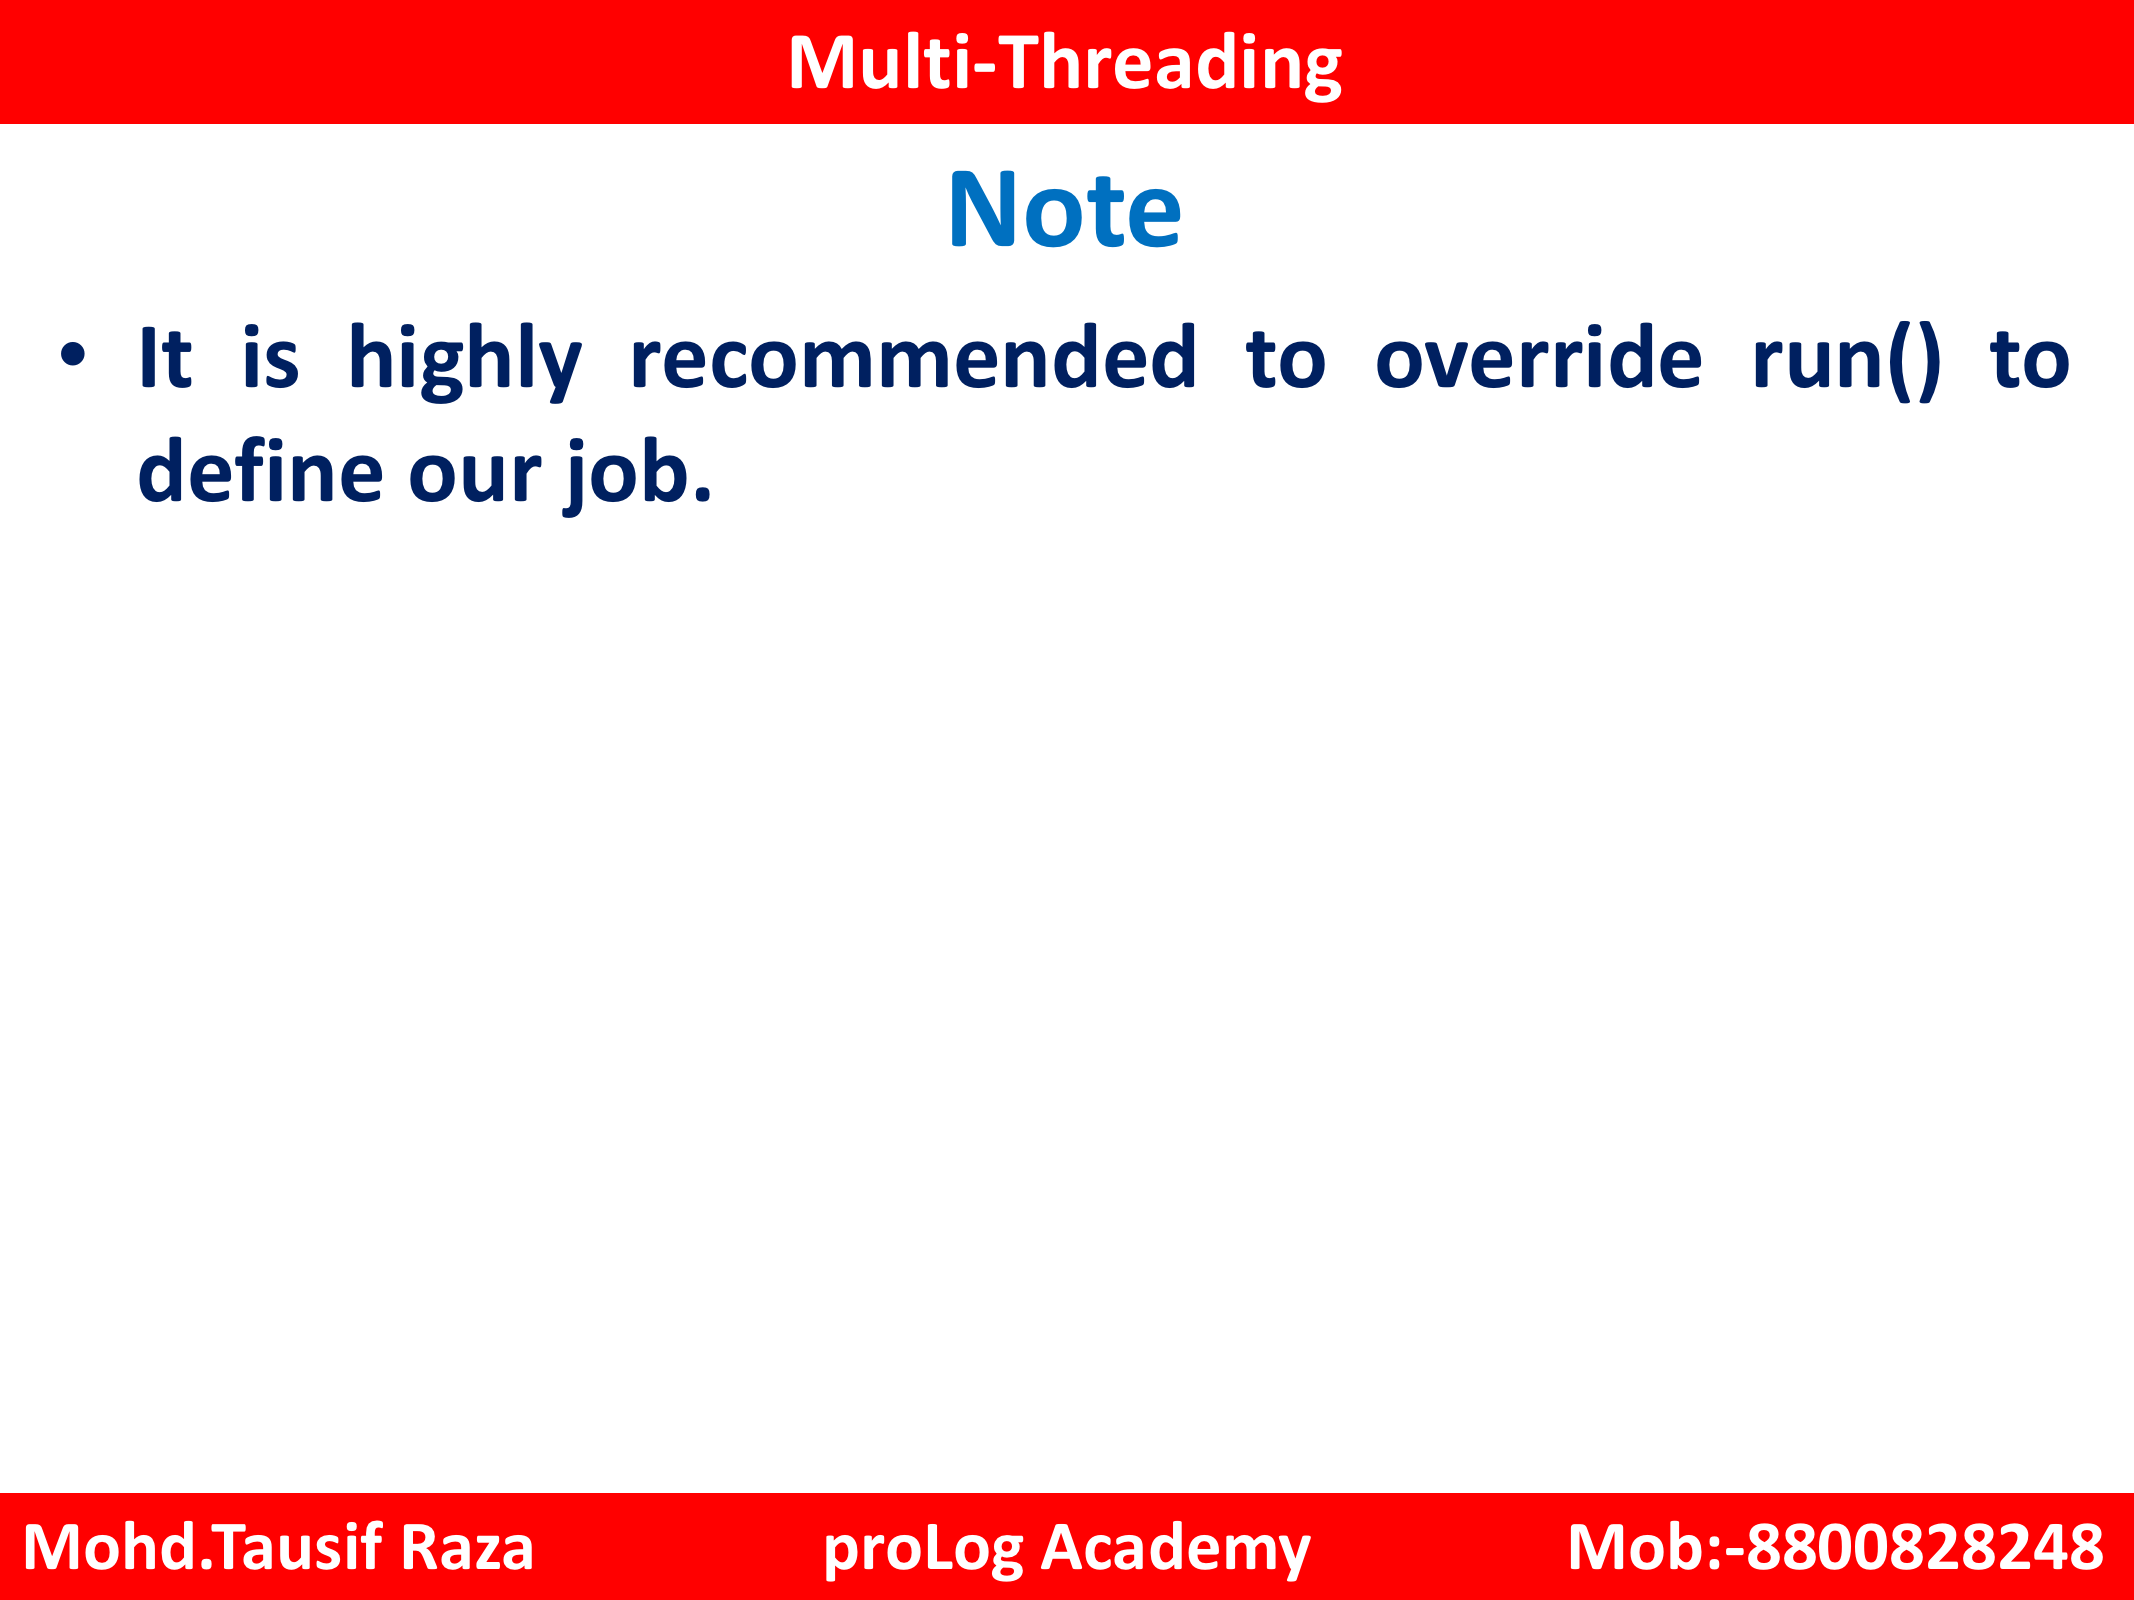 Multi-Threading
Note
• It is highly recommended to override run() to
define our job.
Mohd.Tausif Raza proLog Academy Mob:-8800828248